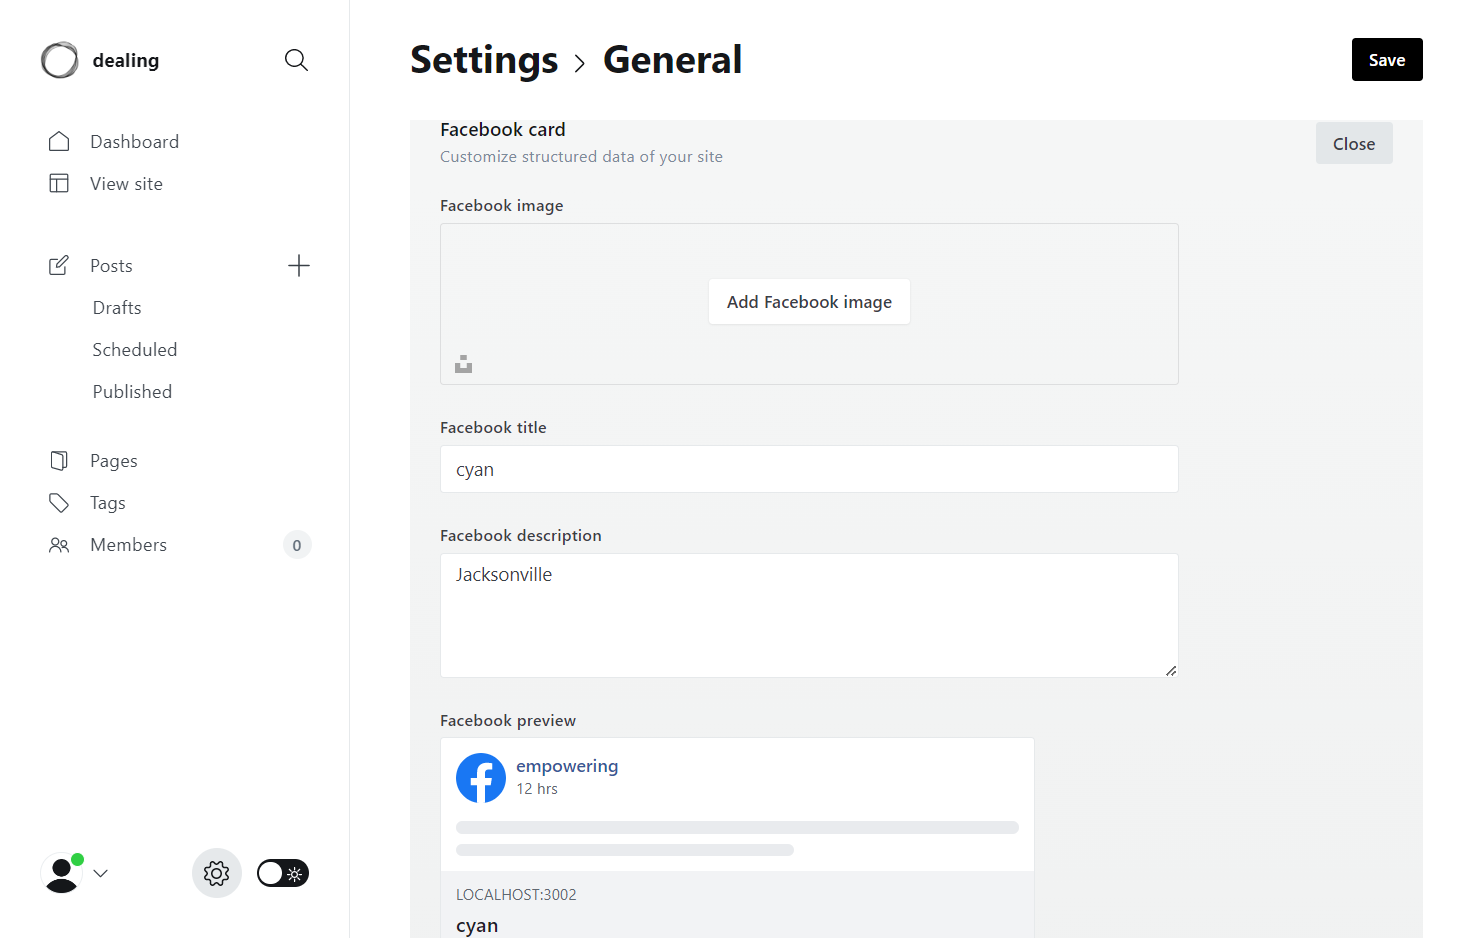 dealing
Dashboard
View site
Posts
Drafts
Scheduled
Published
Pages
Tags
Members
0
Settings
General
Save
Facebook card
Customize structured data of your site
Close
Facebook image
Add Facebook image
Facebook title
cyan
Facebook description
Jacksonville
Facebook preview
empowering
12 hrs
LOCALHOST:3002
cyan